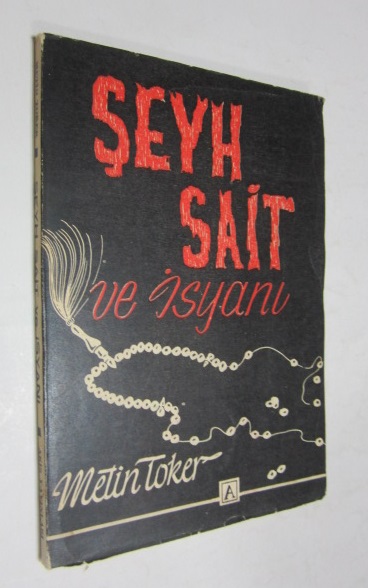 ŞEYH
SAİT
ve İsyanı
Metin Toker
A